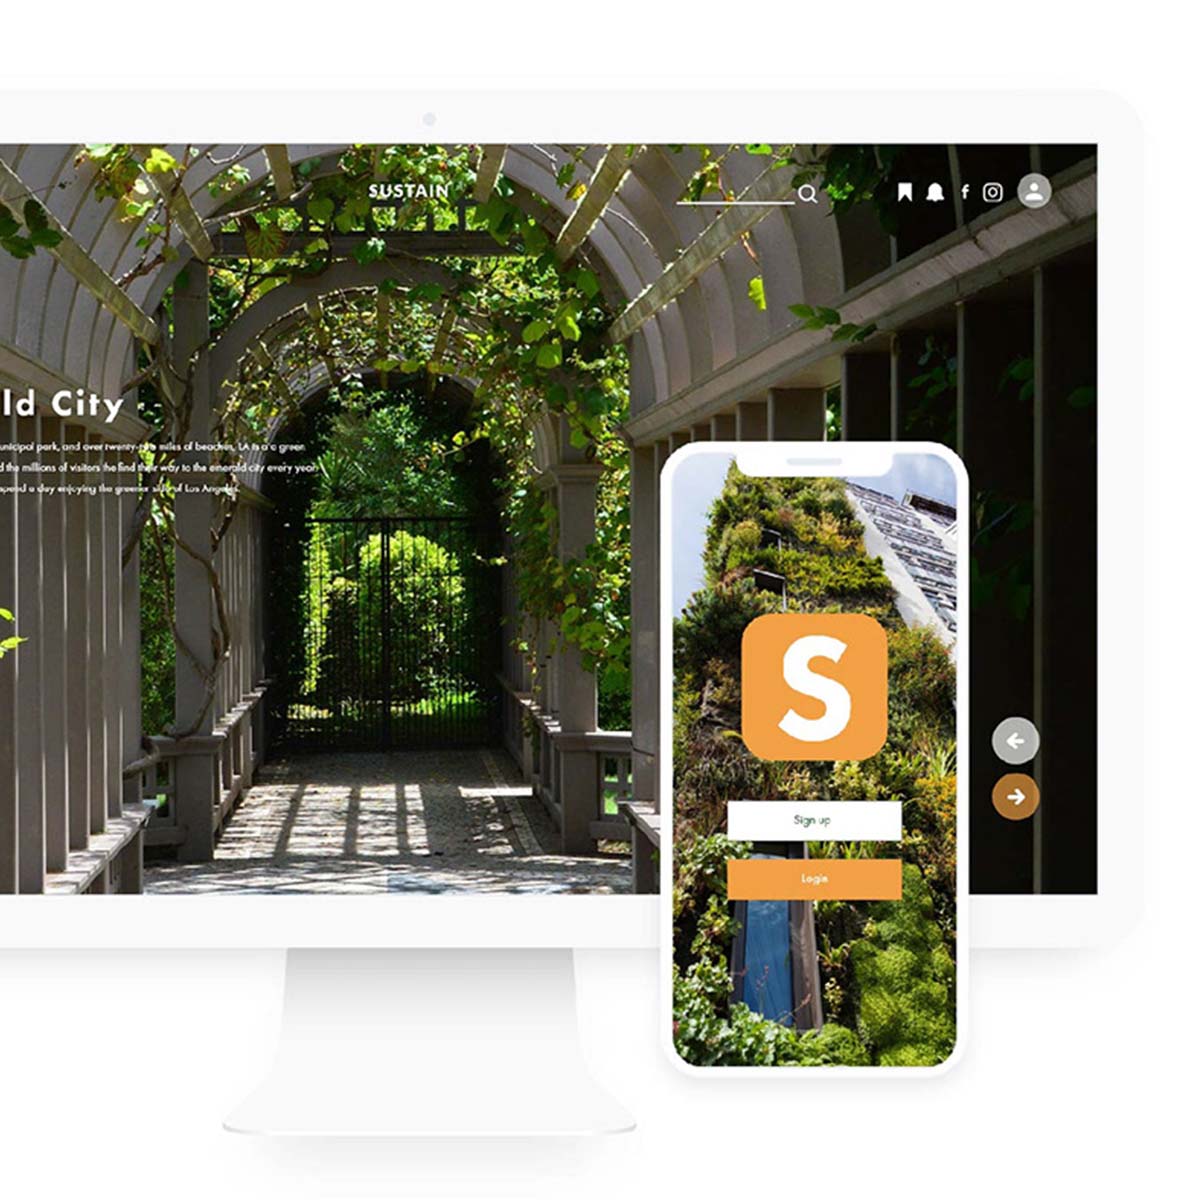 SUSTAIN
f
ld City
unicipal park, and over twenty- miles of beaches, LA is a green
d the millions of visitors the find their way to the emerald city every year
spend a day enjoying the greener side of Los Angeles.
S
Sign up
Login